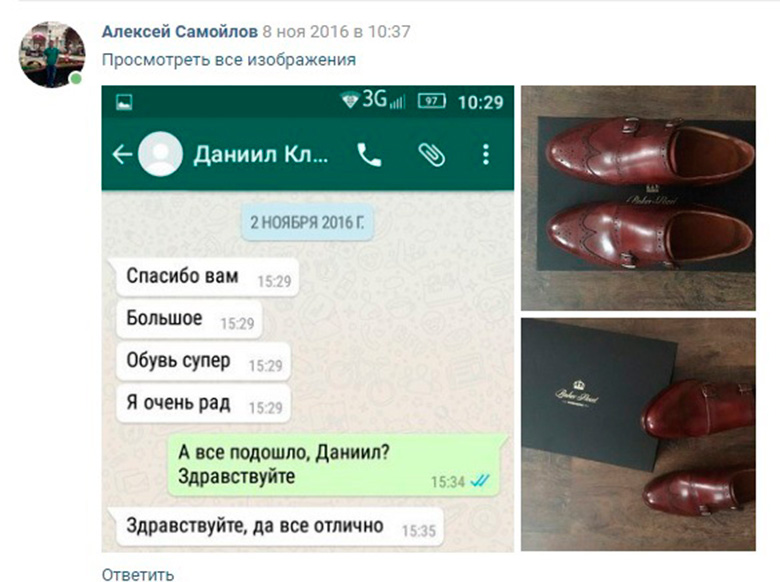 Алексей Самойлов 8 ноя 2016 в 10:37
Просмотреть все изображения
3G 97 10:29
Даниил Кл...
2 НОЯБРЯ 2016 Г.
Спасибо вам 15:29
Большое 15:29
Обувь супер 15:29
Я очень рад 15:29
А все подошло, Даниил?
Здравствуйте 15:34
Здравствуйте, да все отлично 15:35
Baker Street
Ответить